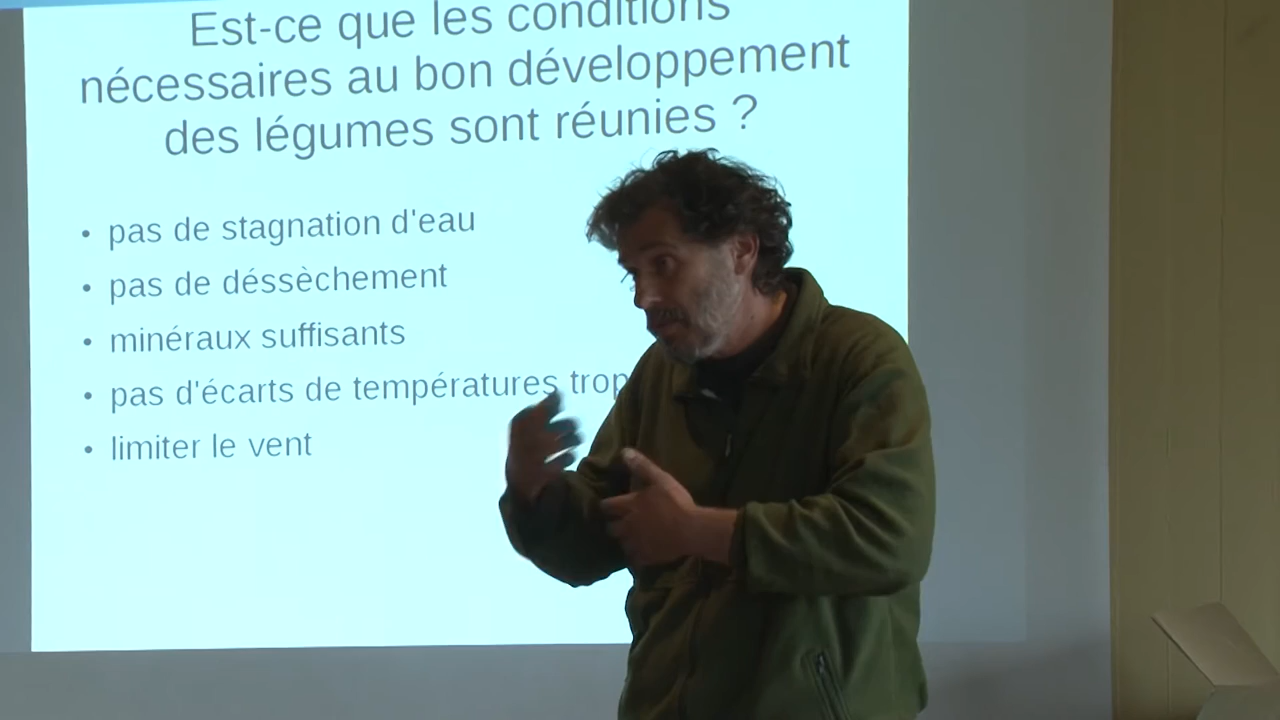 Est-ce que les conditions
nécessaires au bon développement
des légumes sont réunies ?
• pas de stagnation d'eau
• pas de déssèchement
• minéraux suffisants
• pas d'écarts de températures trop
• limiter le vent